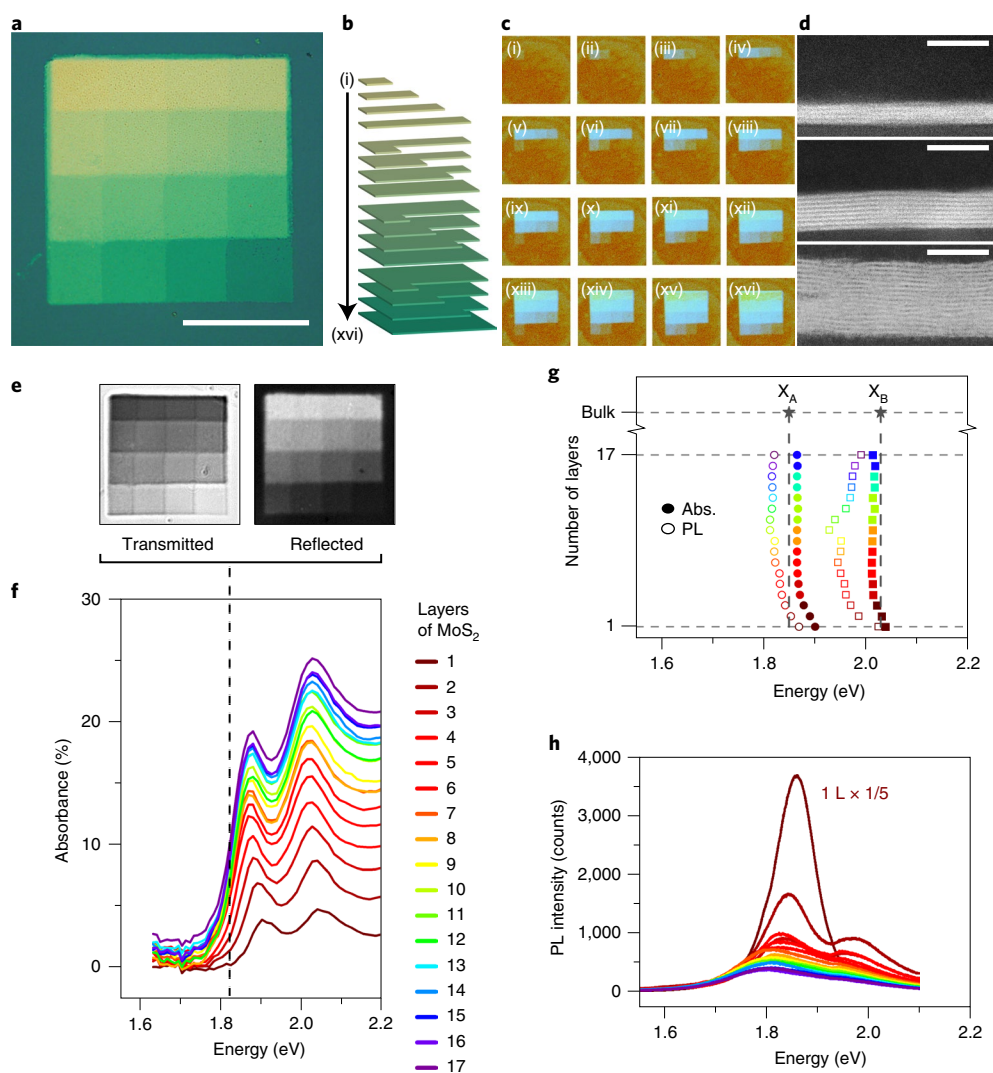 a
b
c
d
(i)
(xvi)
(i)
(ii)
(iii)
(iv)
(v)
(vi)
(vii)
(viii)
(ix)
(x)
(xi)
(xii)
(xiii)
(xiv)
(xv)
(xvi)
e
Transmitted
Reflected
f
30
20
10
0
Absorbance (%)
1.6
1.8
2.0
2.2
Energy (eV)
Layers
of MoS2
1
2
3
4
5
6
7
8
9
10
11
12
13
14
15
16
17
g
XA
XB
Bulk
17
1
Number of layers
Abs.
PL
1.6
1.8
2.0
2.2
Energy (eV)
h
4,000
3,000
2,000
1,000
0
PL intensity (counts)
1 L × 1/5
1.6
1.8
2.0
2.2
Energy (eV)